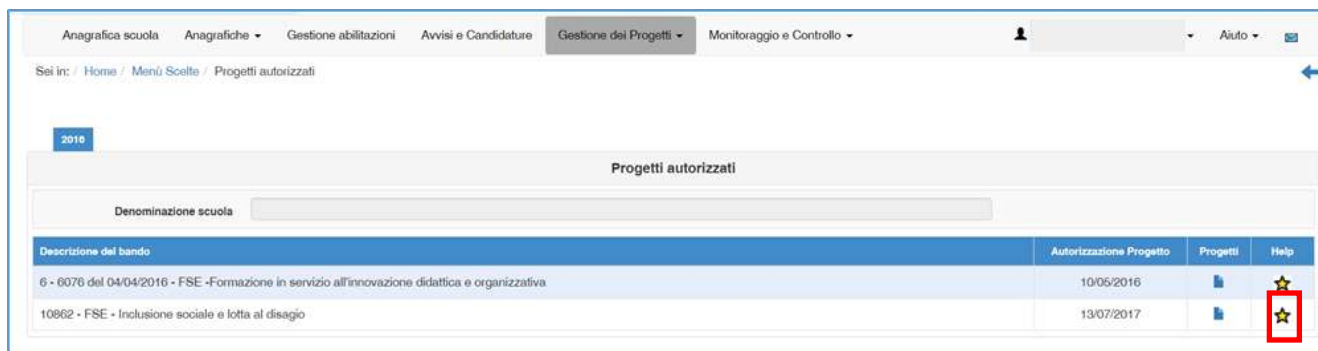 Anagrafica scuola Anagrafiche Gestione abilitazioni Avvisi e Candidature Gestione dei Progetti Monitoraggio e Controllo Aiuto
Sei in: / Home / Menù Scelte / Progetti autorizzati
2016
Progetti autorizzati
Denominazione scuola
Descrizione del bando Autorizzazione Progetto Progetti Help
6 - 6076 del 04/04/2016 - FSE -Formazione in servizio all'innovazione didattica e organizzativa 10/05/2016
10862 - FSE - Inclusione sociale e lotta al disagio 13/07/2017